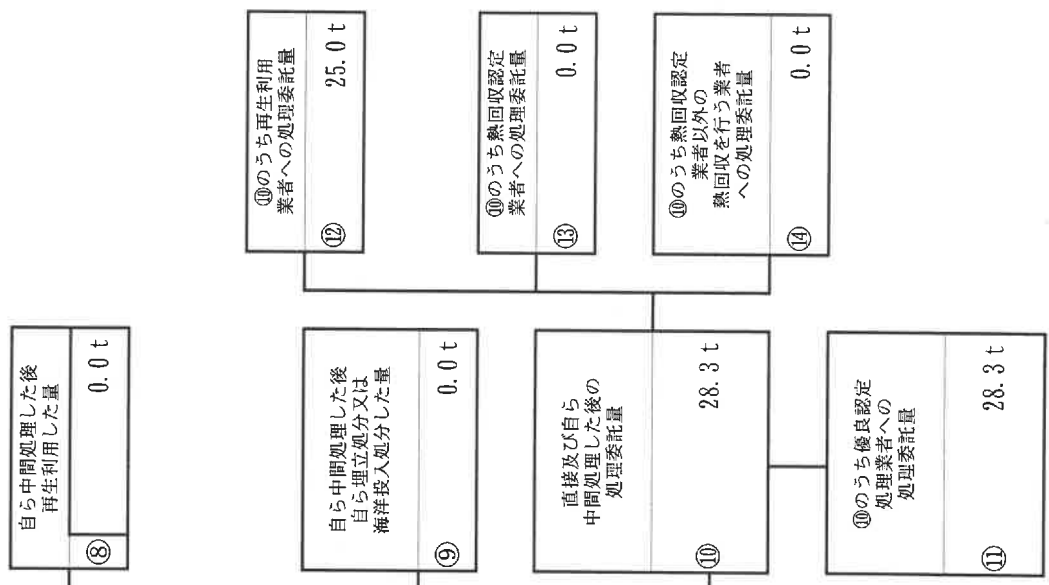 自ら中間処理した後
再生利用した量
⑧
0.0 t
自ら中間処理した後
自ら埋立処分又は
海洋投入処分した量
⑨
0.0 t
直接及び自ら
中間処理した後の
処理委託量
⑩
28.3 t
⑩のうち優良認定
処理業者への
処理委託量
⑪
28.3 t
⑩のうち再生利用
業者への処理委託量
⑫
25.0 t
⑩のうち熱回収認定
業者への処理委託量
⑬
0.0 t
⑩のうち熱回収認定
業者以外の
熱回収を行う業者
への処理委託量
⑭
0.0 t